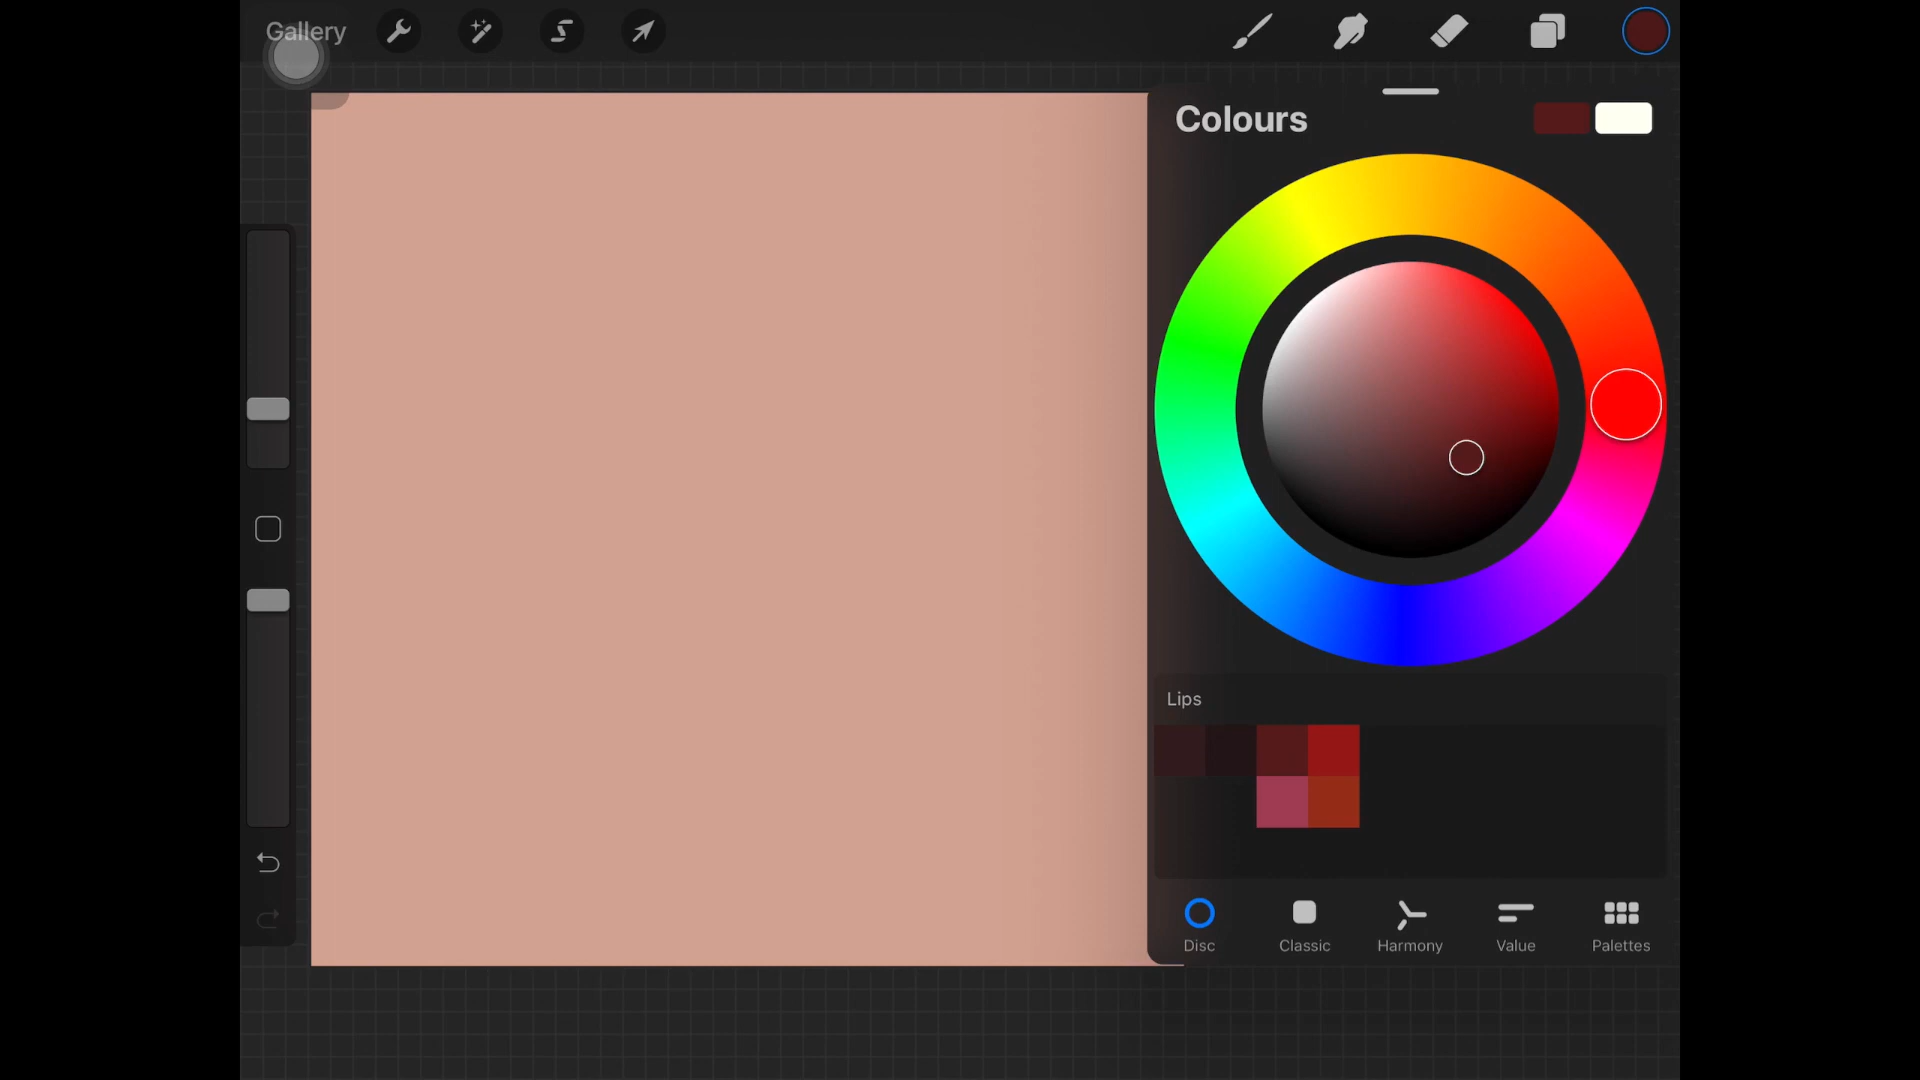 Gallery
Colours
Lips
Disc
Classic
Harmony
Value
Palettes